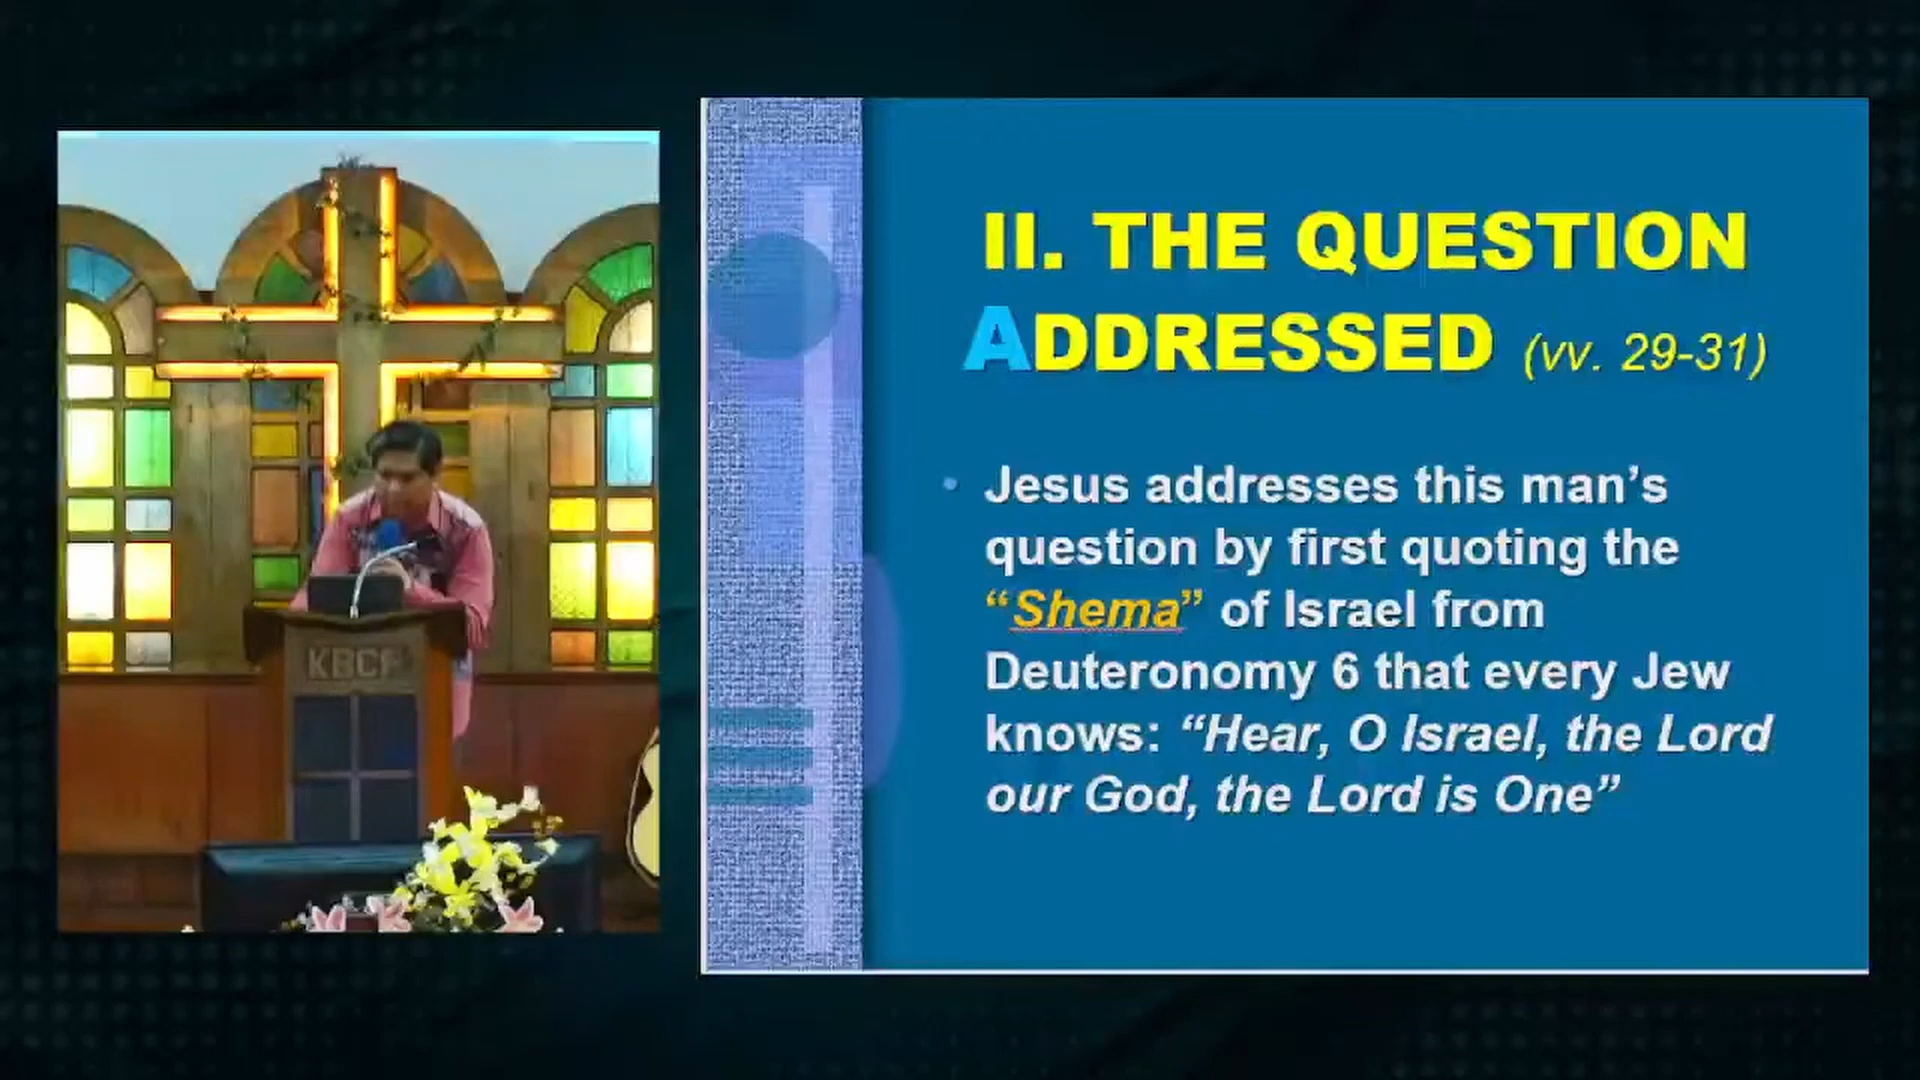 II. THE QUESTION
ADDRESSED (vv. 29-31)
• Jesus addresses this man’s
question by first quoting the
“Shema” of Israel from
Deuteronomy 6 that every Jew
knows: “Hear, O Israel, the Lord
our God, the Lord is One”